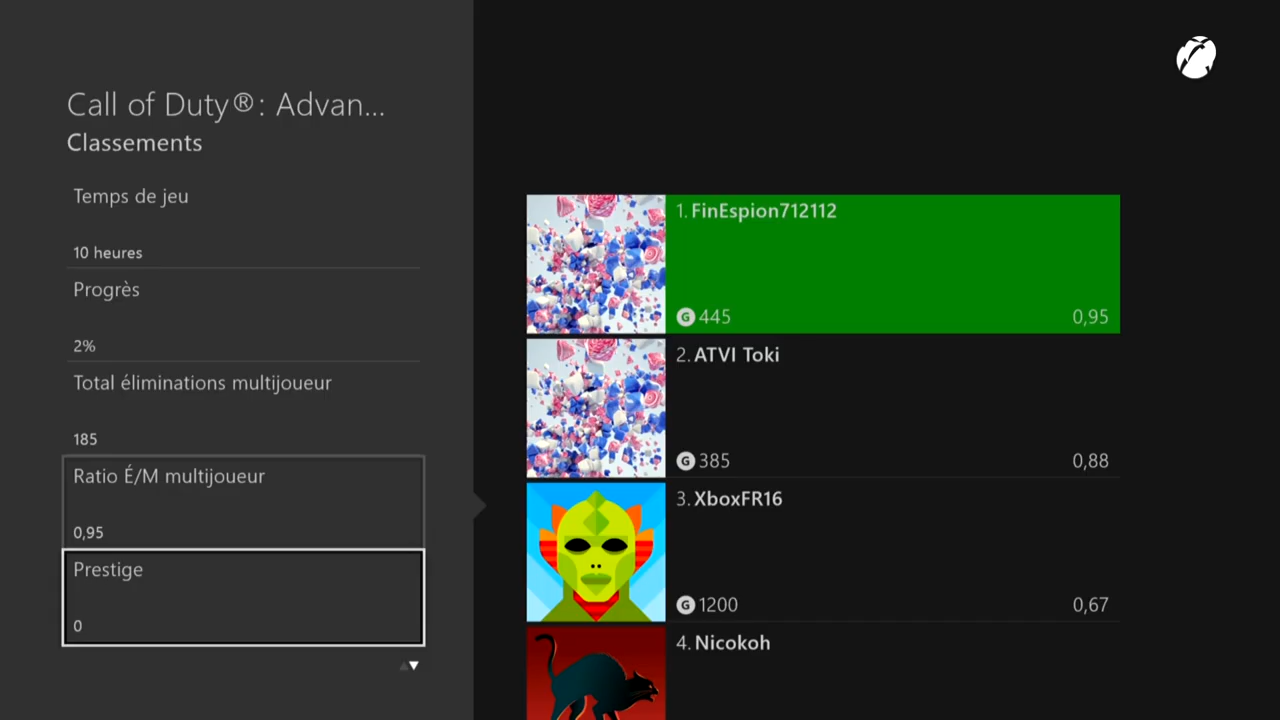 Call of Duty®: Advan...
Classements
Temps de jeu
10 heures
Progrès
2%
Total éliminations multijoueur
185
Ratio É/M multijoueur
0,95
Prestige
0
1. FinEspion712112
G 445 0,95
2. ATVI Toki
G 385 0,88
3. XboxFR16
G 1200 0,67
4. Nicokoh